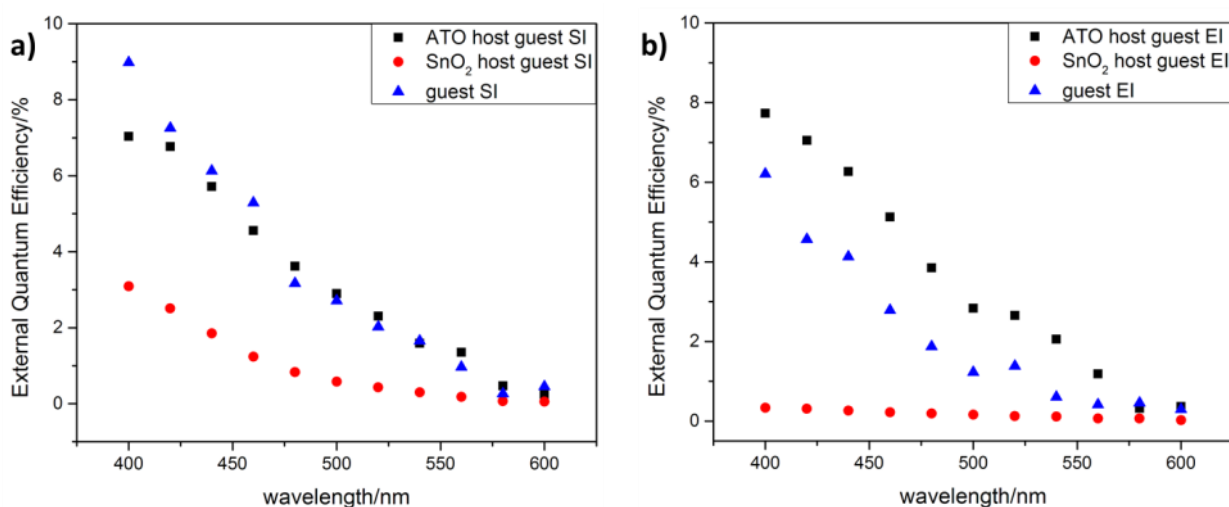 a)
ATO host guest SI
SnO₂ host guest SI
guest SI
External Quantum Efficiency/%
10
8
6
4
2
0
400
450
500
550
600
wavelength/nm
b)
ATO host guest EI
SnO₂ host guest EI
guest EI
External Quantum Efficiency/%
10
8
6
4
2
0
400
450
500
550
600
wavelength/nm